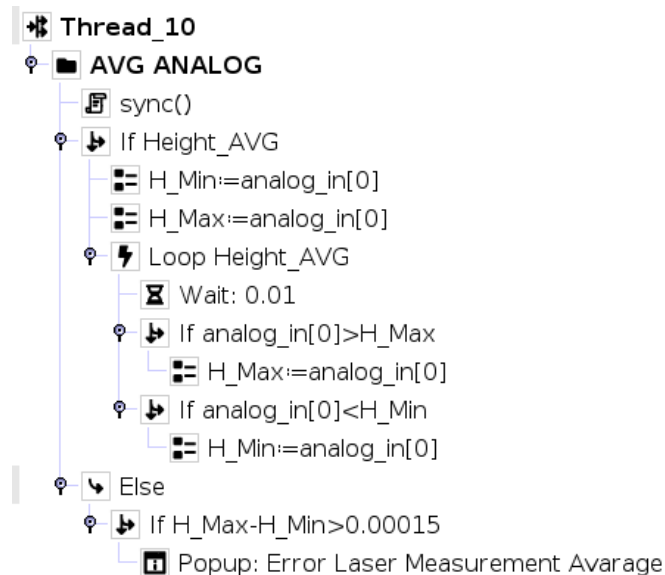 Thread_10
AVG ANALOG
sync()
If Height_AVG
H_Min:=analog_in[0]
H_Max:=analog_in[0]
Loop Height_AVG
Wait: 0.01
If analog_in[0]>H_Max
H_Max:=analog_in[0]
If analog_in[0]<H_Min
H_Min:=analog_in[0]
Else
If H_Max-H_Min>0.00015
Popup: Error Laser Measurement Avarage